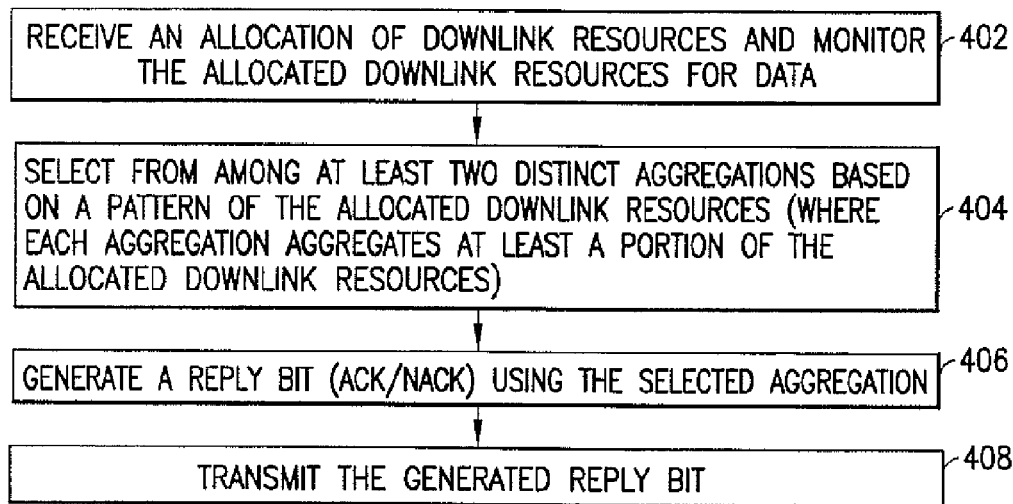 RECEIVE AN ALLOCATION OF DOWNLINK RESOURCES AND MONITOR
THE ALLOCATED DOWNLINK RESOURCES FOR DATA
402
SELECT FROM AMONG AT LEAST TWO DISTINCT AGGREGATIONS BASED
ON A PATTERN OF THE ALLOCATED DOWNLINK RESOURCES (WHERE
EACH AGGREGATION AGGREGATES AT LEAST A PORTION OF THE
ALLOCATED DOWNLINK RESOURCES)
404
GENERATE A REPLY BIT (ACK/NACK) USING THE SELECTED AGGREGATION
406
TRANSMIT THE GENERATED REPLY BIT
408